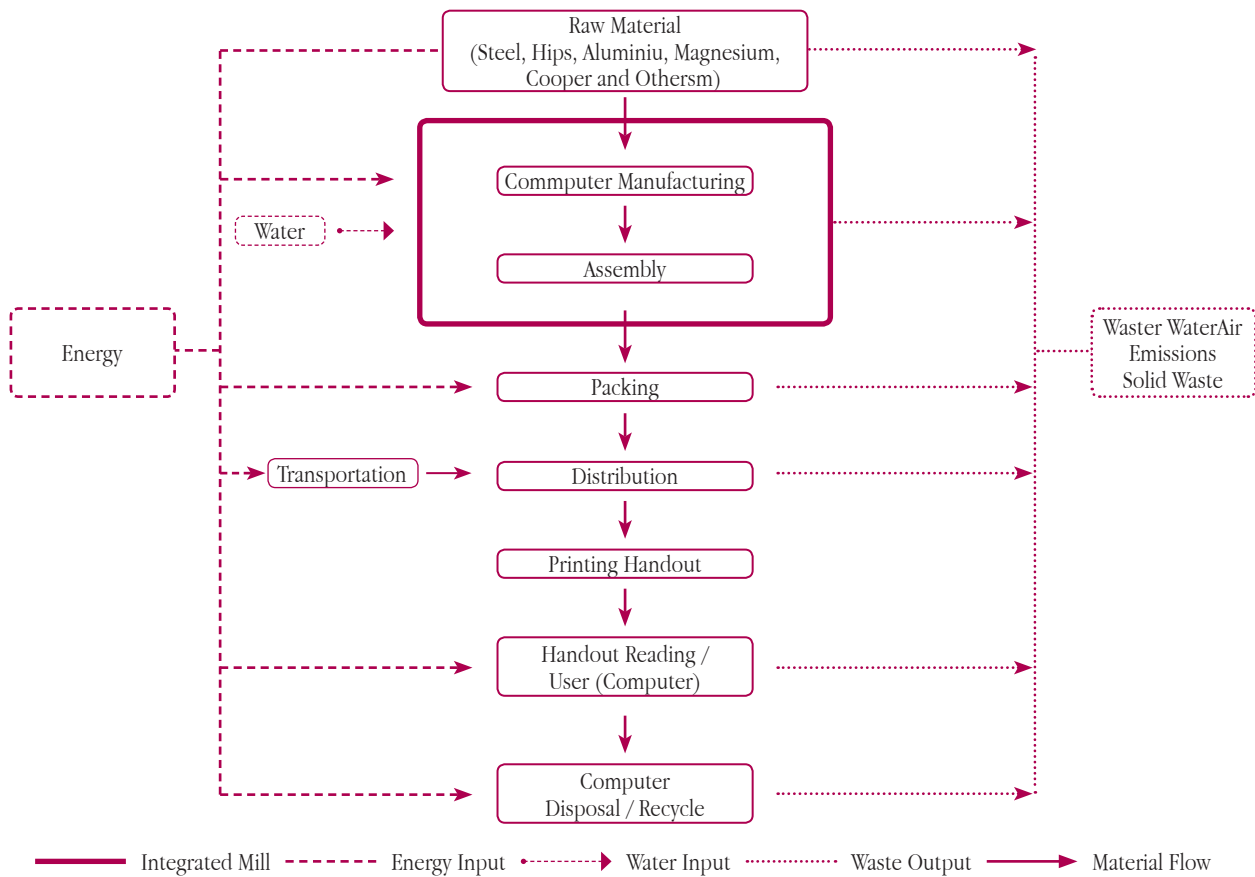 Raw Material
(Steel, Hips, Aluminiu, Magnesium,
Cooper and Othersm)
Commputer Manufacturing
Water
Assembly
Energy
Waster WaterAir
Emissions
Solid Waste
Packing
Transportation
Distribution
Printing Handout
Handout Reading /
User (Computer)
Computer
Disposal / Recycle
Integrated Mill
Energy Input
Water Input
Waste Output
Material Flow